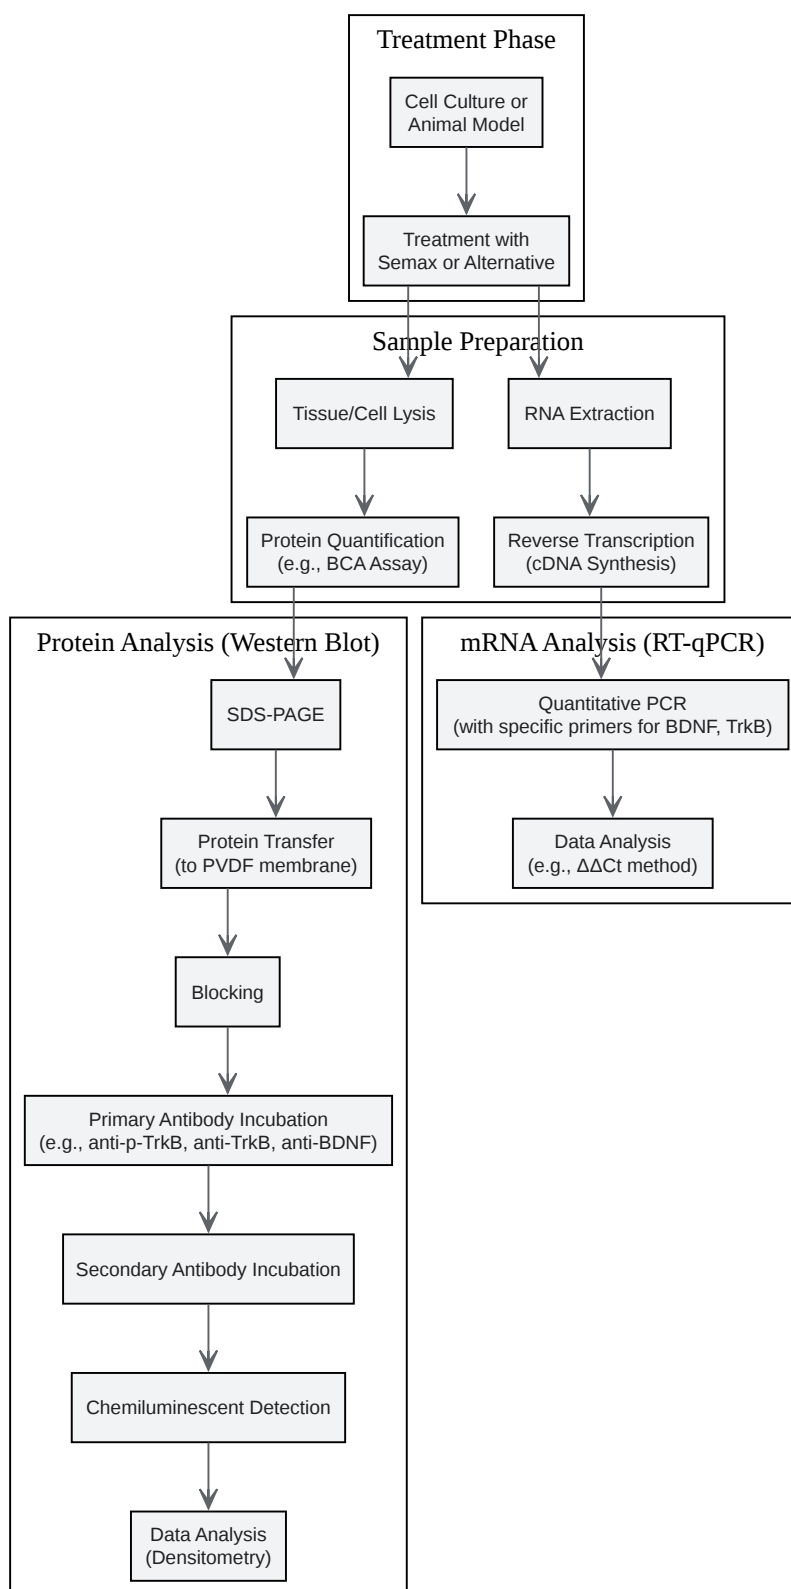 Treatment Phase
Cell Culture or
Animal Model
Treatment with
Semax or Alternative
Sample Preparation
Tissue/Cell Lysis
RNA Extraction
Protein Quantification
(e.g., BCA Assay)
Reverse Transcription
(cDNA Synthesis)
Protein Analysis (Western Blot)
SDS-PAGE
Protein Transfer
(to PVDF membrane)
Blocking
Primary Antibody Incubation
(e.g., anti-p-TrkB, anti-TrkB, anti-BDNF)
Secondary Antibody Incubation
Chemiluminescent Detection
Data Analysis
(Densitometry)
mRNA Analysis (RT-qPCR)
Quantitative PCR
(with specific primers for BDNF, TrkB)
Data Analysis
(e.g., ΔΔCt method)